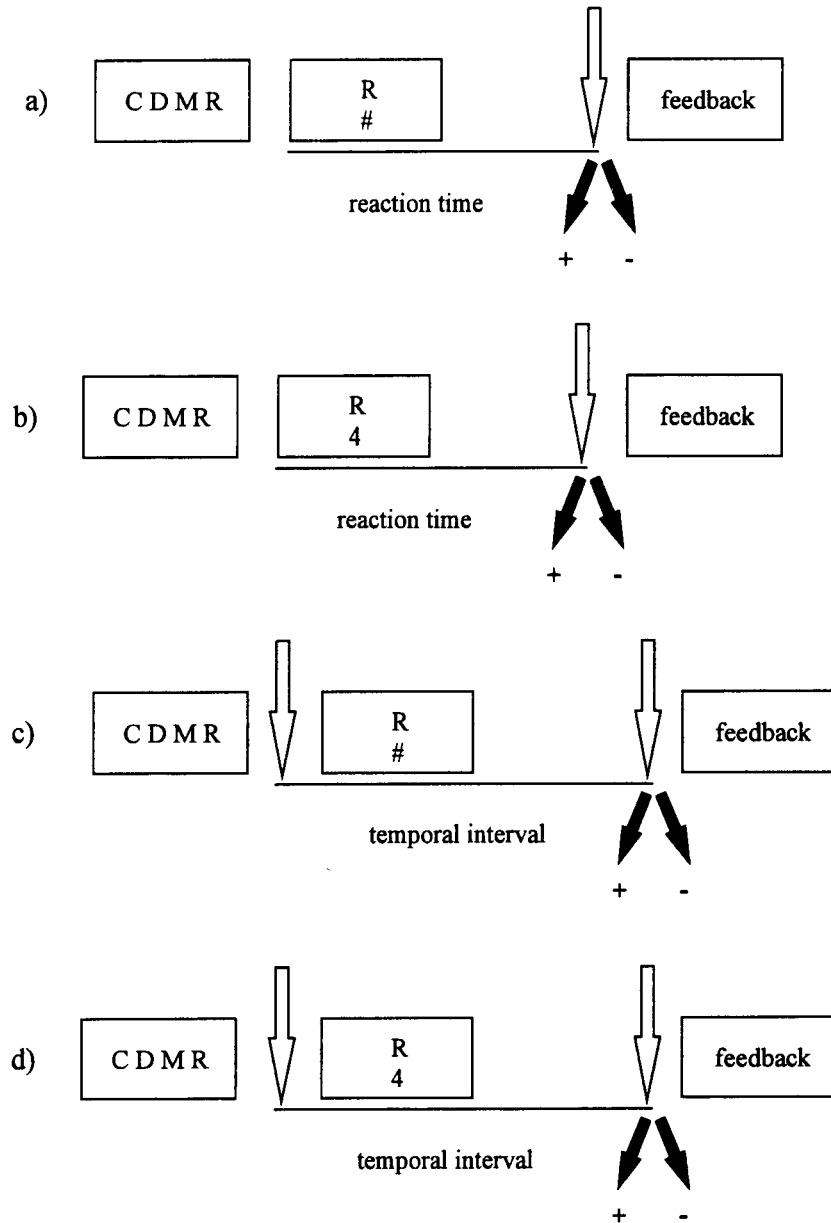 a)
C D M R
R
#
feedback
reaction time
+ -
b)
C D M R
R
4
feedback
reaction time
+ -
c)
C D M R
R
#
feedback
temporal interval
+ -
d)
C D M R
R
4
feedback
temporal interval
+ -